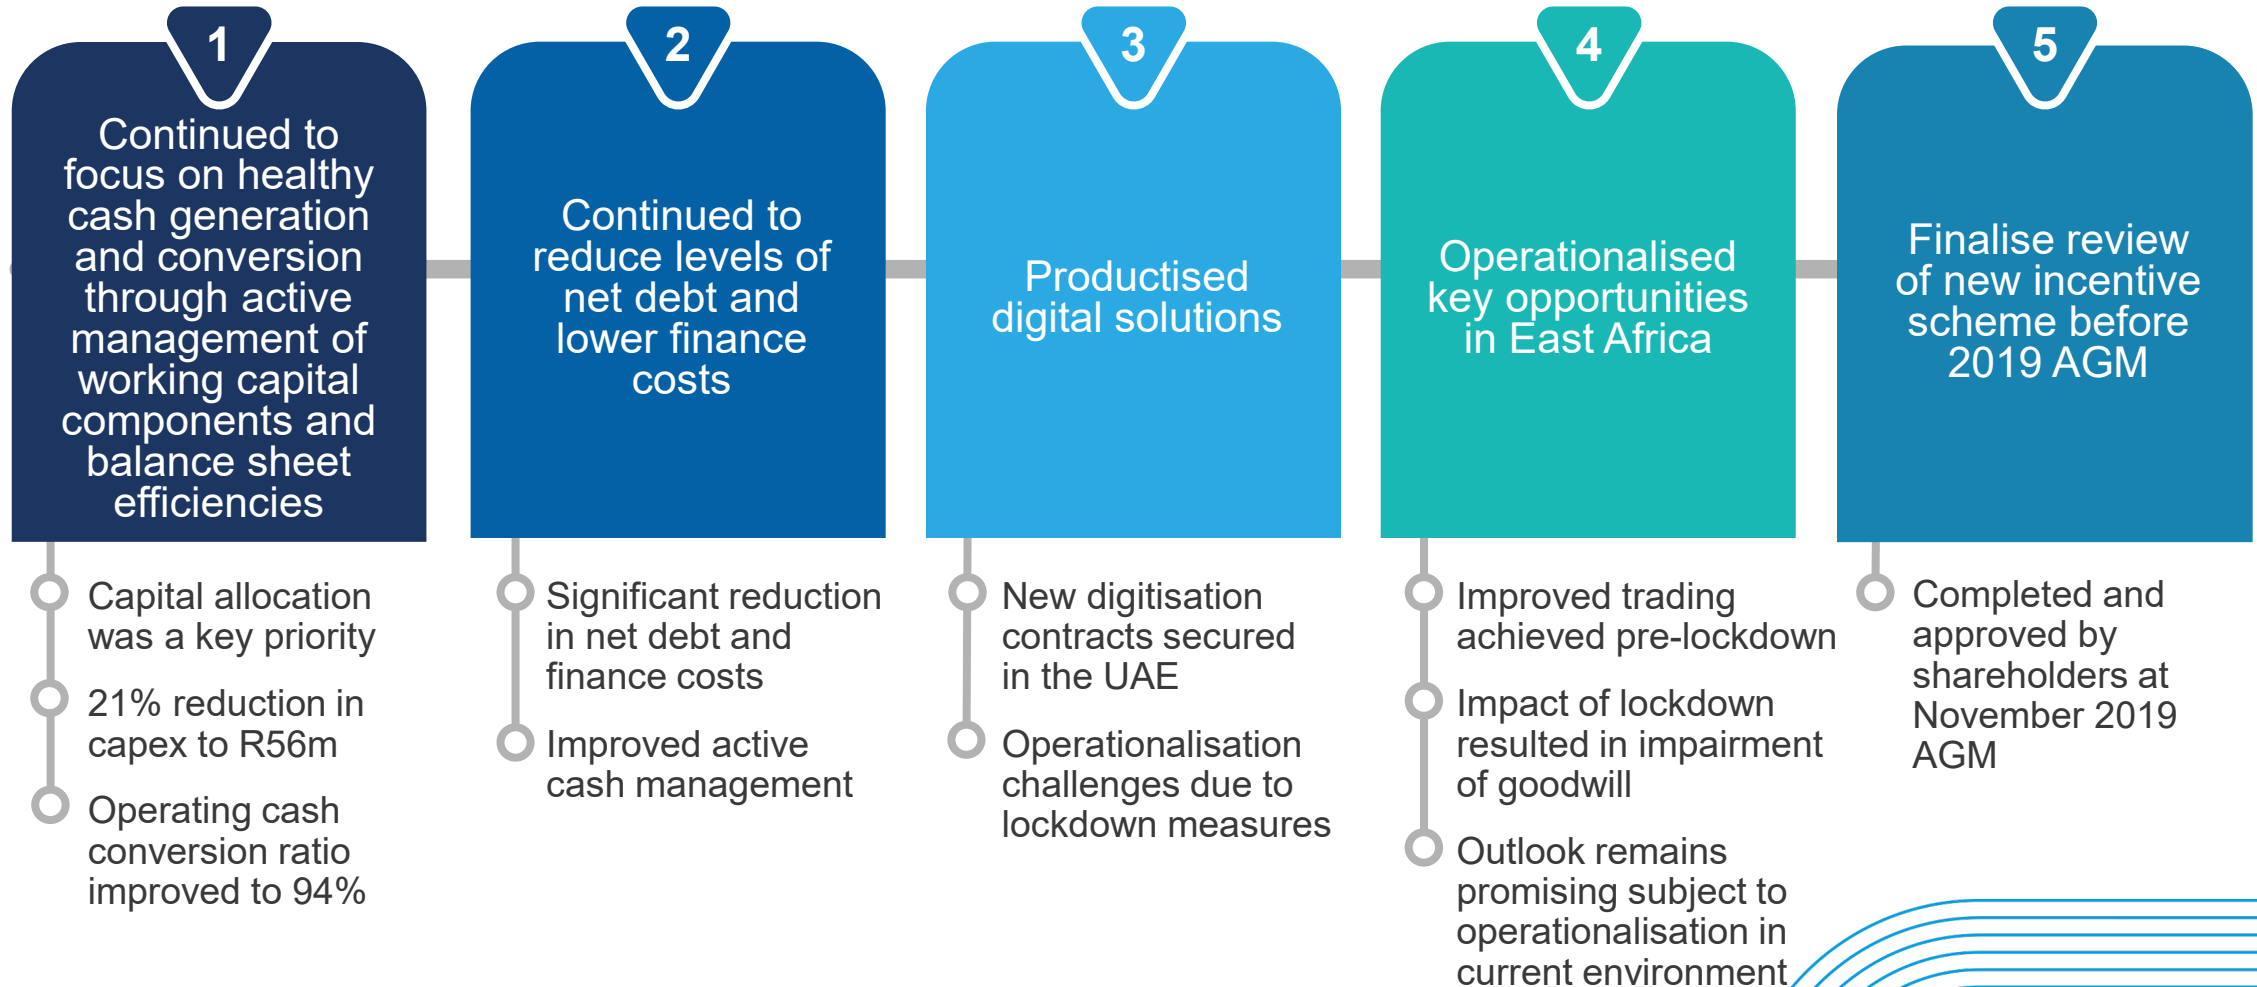 1
Continued to
focus on healthy
cash generation
and conversion
through active
management of
working capital
components and
balance sheet
efficiencies
Capital allocation
was a key priority
21% reduction in
capex to R56m
Operating cash
conversion ratio
improved to 94%
2
Continued to
reduce levels of
net debt and
lower finance
costs
Significant reduction
in net debt and
finance costs
Improved active
cash management
3
Productised
digital solutions
New digitisation
contracts secured
in the UAE
Operationalisation
challenges due to
lockdown measures
4
Operationalised
key opportunities
in East Africa
Improved trading
achieved pre-lockdown
Impact of lockdown
resulted in impairment
of goodwill
Outlook remains
promising subject to
operationalisation in
current environment
5
Finalise review
of new incentive
scheme before
2019 AGM
Completed and
approved by
shareholders at
November 2019
AGM